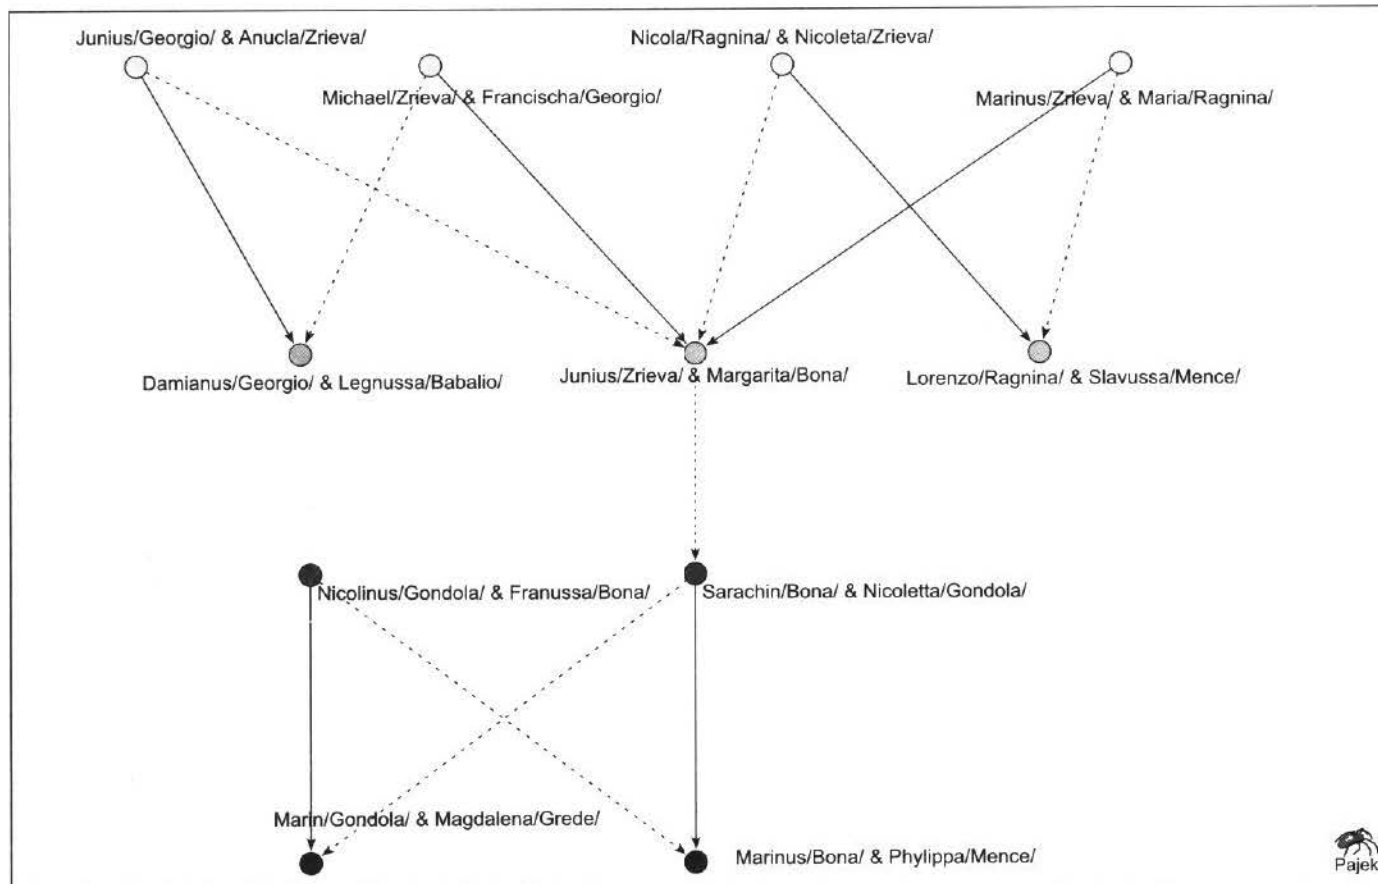 Junius/Georgio/ & Anucla/Zrieva/
Nicola/Ragnina/ & Nicoleta/Zrieva/
Michael/Zrieva/ & Francischa/Georgio/
Marinus/Zrieva/ & Maria/Ragnina/
Damianus/Georgio/ & Legnussa/Babalio/
Junius/Zrieva/ & Margarita/Bona/
Lorenzo/Ragnina/ & Slavussa/Mence/
Nicolinus/Gondola/ & Franussa/Bona/
Sarachin/Bona/ & Nicoletta/Gondola/
Marin/Gondola/ & Magdalena/Grede/
Marinus/Bona/ & Phylippa/Mence/
Pajek